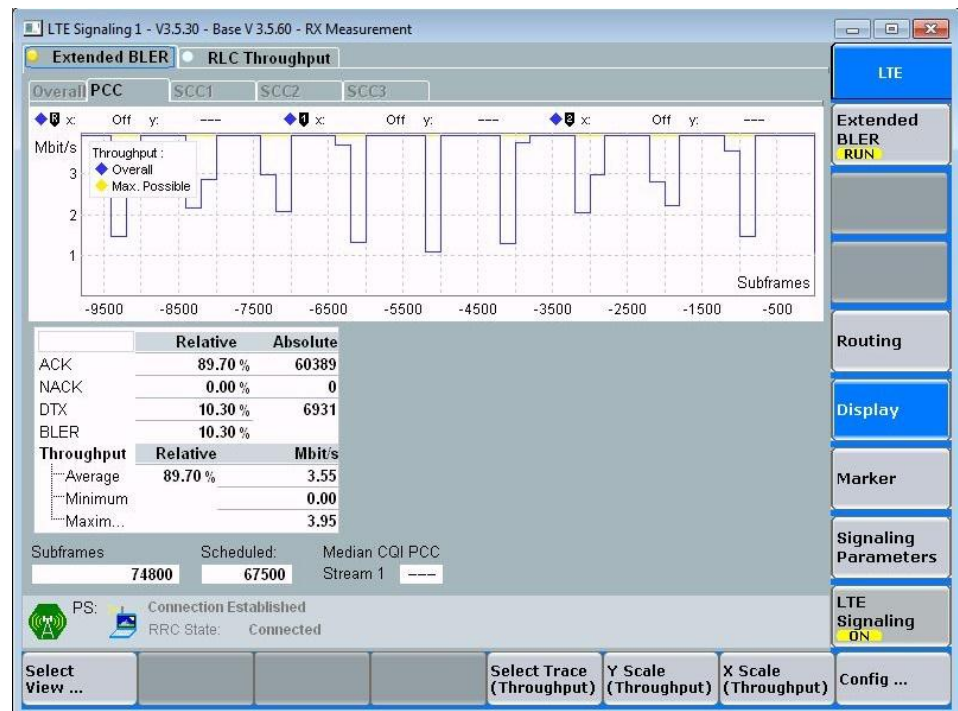 LTE Signaling 1 - V3.5.30 - Base V 3.5.60 - RX Measurement
Extended BLER RLC Throughput
LTE
Overall PCC SCC1 SCC2 SCC3
R x: Off y: --- 1 x: Off y: --- 2 x: Off y: ---
Extended
BLER
RUN
Mbit/s
Throughput :
Overall
Max. Possible
3
2
1
Subframes
-9500 -8500 -7500 -6500 -5500 -4500 -3500 -2500 -1500 -500
Relative Absolute
ACK 89.70 % 60389
NACK 0.00 % 0
DTX 10.30 % 6931
BLER 10.30 %
Throughput Relative Mbit/s
Average 89.70 % 3.55
Minimum 0.00
Maxim... 3.95
Subframes Scheduled: Median CQI PCC
74800 67500 Stream 1 ---
PS: Connection Established
RRC State: Connected
Routing
Display
Marker
Signaling
Parameters
LTE
Signaling
ON
Select
View ...
Select Trace
(Throughput)
Y Scale
(Throughput)
X Scale
(Throughput)
Config ...